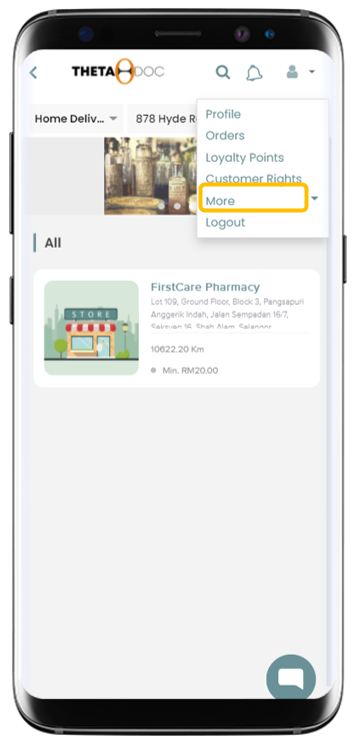 THETA DOC
Home Deliv...
878 Hyde R
Profile
Orders
Loyalty Points
Customer Rights
More
Logout
All
STORE
FirstCare Pharmacy
Lot 109, Ground Floor, Block 3, Pangsapuri
Anggerik Indah, Jalan Sempadan 16/7,
Seksyen 16, Shah Alam, Selangor
10622.20 Km
Min. RM20.00